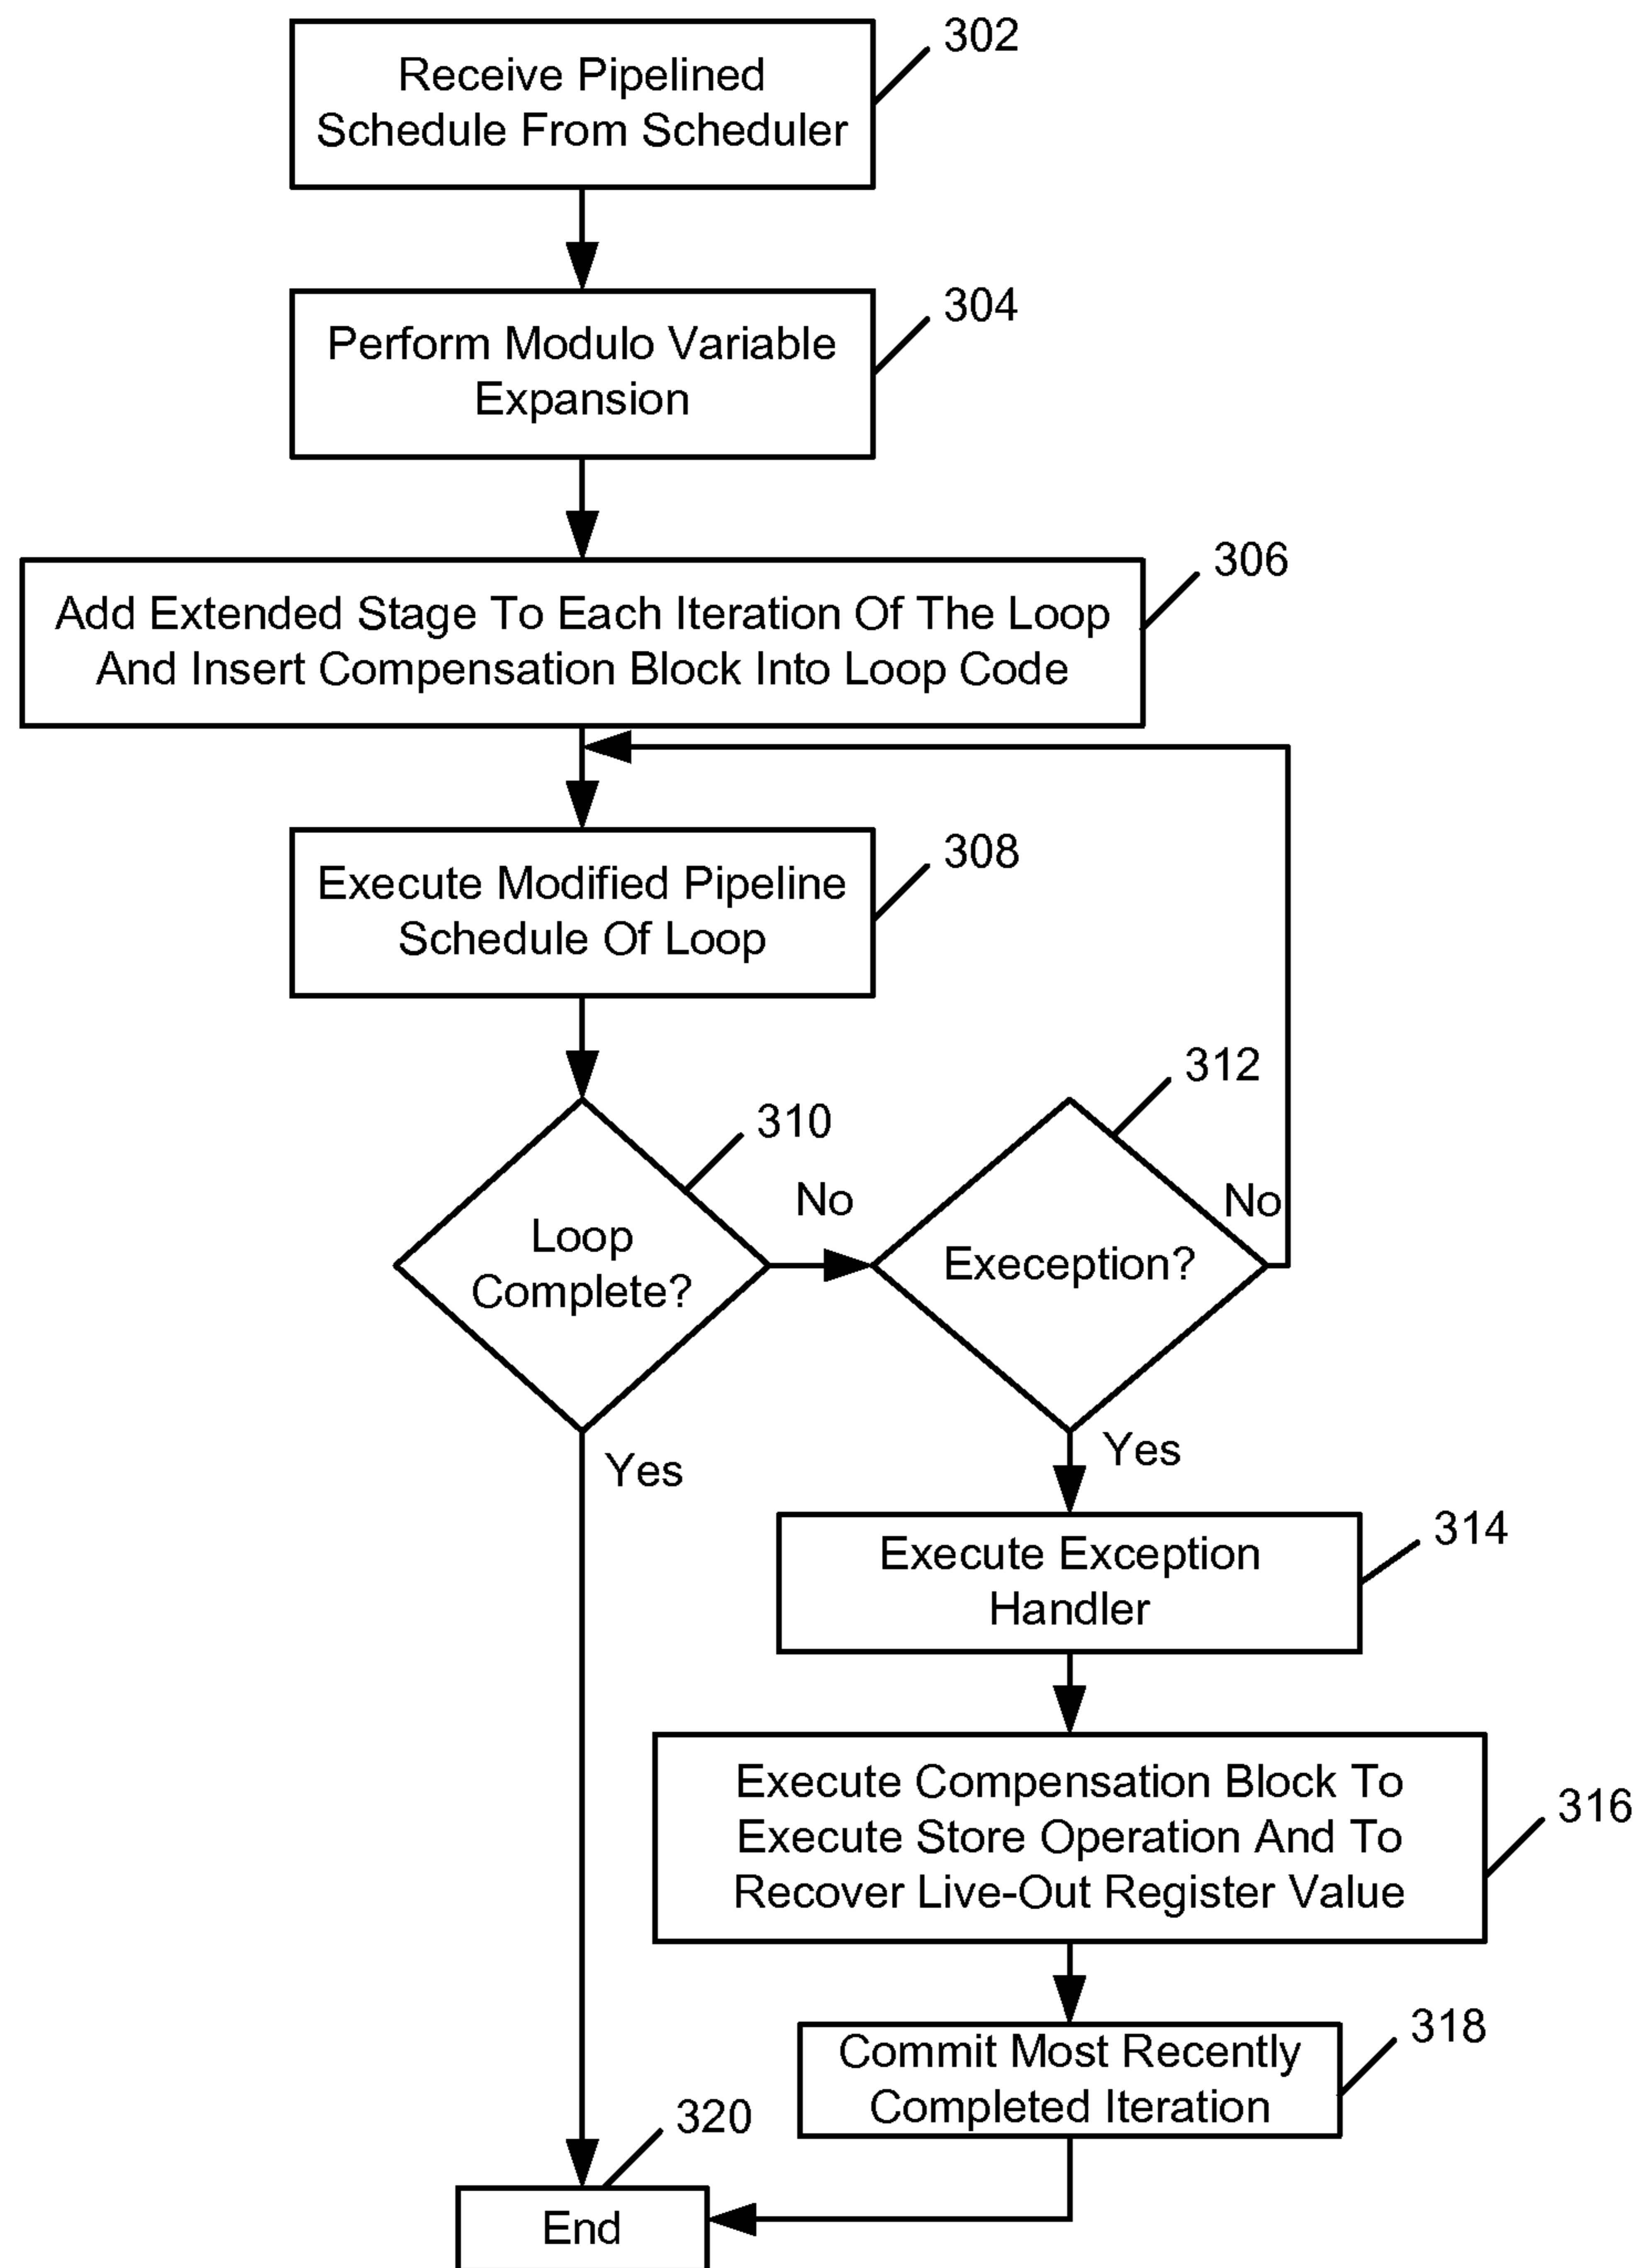 302
Receive Pipelined
Schedule From Scheduler
304
Perform Modulo Variable
Expansion
306
Add Extended Stage To Each Iteration Of The Loop
And Insert Compensation Block Into Loop Code
308
Execute Modified Pipeline
Schedule Of Loop
310
Loop
Complete?
No
Yes
312
Exeception?
No
Yes
314
Execute Exception
Handler
316
Execute Compensation Block To
Execute Store Operation And To
Recover Live-Out Register Value
318
Commit Most Recently
Completed Iteration
320
End